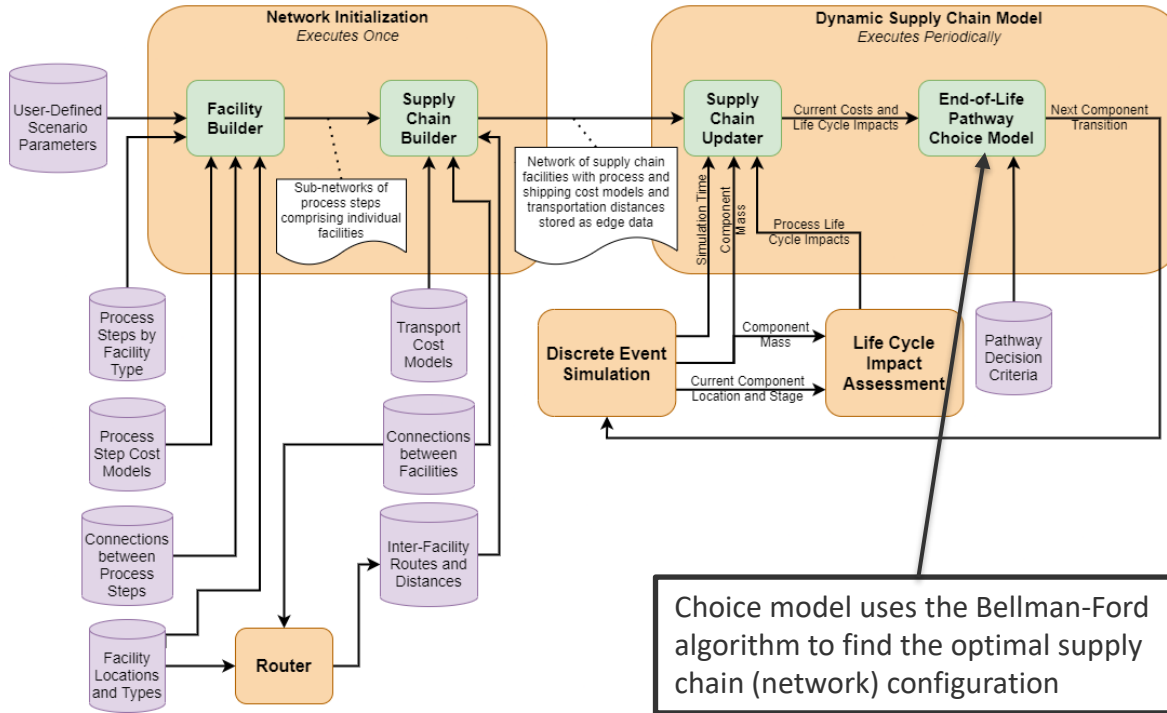 Network Initialization
Executes Once
Dynamic Supply Chain Model
Executes Periodically
User-Defined
Scenario
Parameters
Facility
Builder
Supply
Chain
Builder
Supply
Chain
Updater
Current Costs and
Life Cycle Impacts
End-of-Life
Pathway
Choice Model
Next Component
Transition
Sub-networks of
process steps
comprising individual
facilities
Network of supply chain
facilities with process and
shipping cost models and
transportation distances
stored as edge data
Simulation Time
Component
Mass
Process Life
Cycle Impacts
Process
Steps by
Facility
Type
Transport
Cost
Models
Discrete Event
Simulation
Component
Mass
Current Component
Location and Stage
Life Cycle
Impact
Assessment
Pathway
Decision
Criteria
Process
Step Cost
Models
Connections
between
Facilities
Connections
between
Process
Steps
Inter-Facility
Routes and
Distances
Facility
Locations
and Types
Router
Choice model uses the Bellman-Ford
algorithm to find the optimal supply
chain (network) configuration